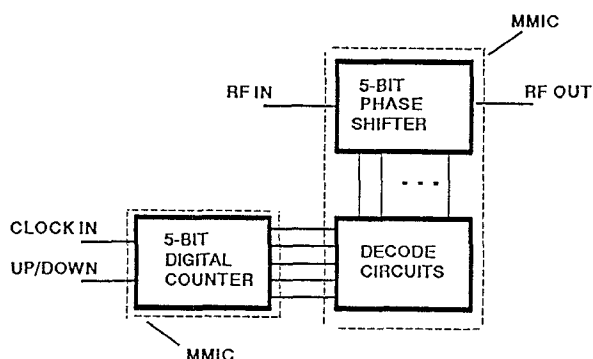 MMIC
RF IN
5-BIT
PHASE
SHIFTER
RF OUT
...
CLOCK IN
UP/DOWN
5-BIT
DIGITAL
COUNTER
DECODE
CIRCUITS
MMIC